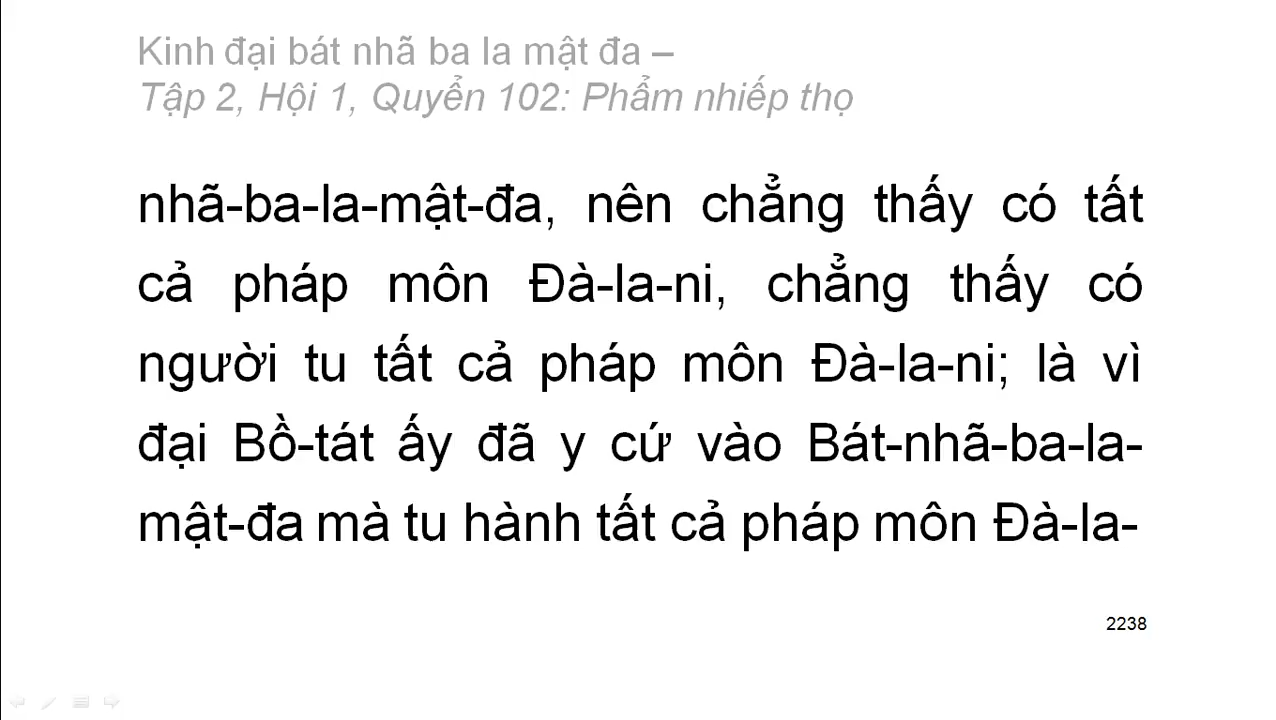 Kinh đại bát nhã ba la mật đa –
Tập 2, Hội 1, Quyển 102: Phẩm nhiếp thọ
nhã-ba-la-mật-đa, nên chẳng thấy có tất
cả pháp môn Đà-la-ni, chẳng thấy có
người tu tất cả pháp môn Đà-la-ni; là vì
đại Bồ-tát ấy đã y cứ vào Bát-nhã-ba-la-
mật-đa mà tu hành tất cả pháp môn Đà-la-
2238